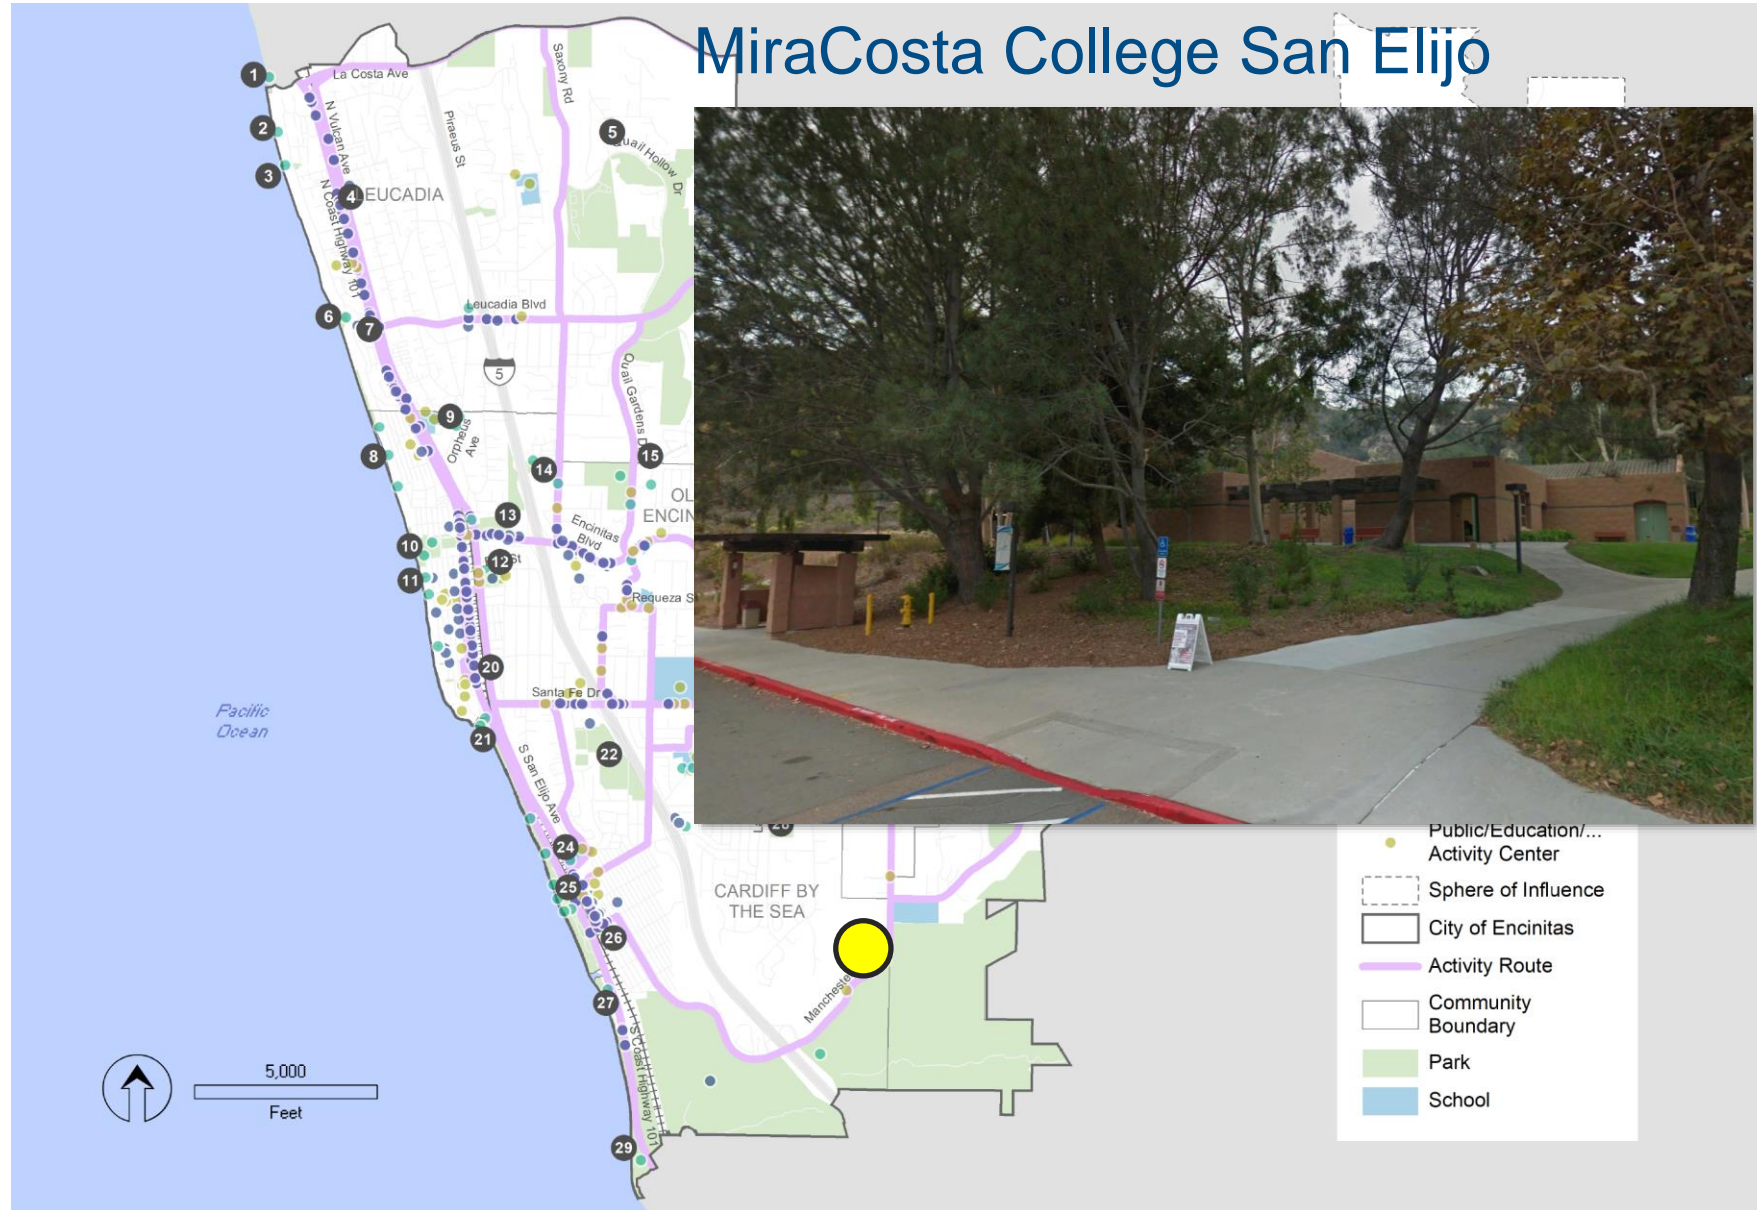 MiraCosta College San Elijo
1
La Costa Ave
Saxony Rd
2
N Vulcan Ave
Piraeus St
5
Quail Hollow Dr
3
N Coast Highway 101
4
LEUCADIA
6
7
Leucadia Blvd
5
Quail Gardens D
9
Orpheus
Ave
8
14
15
OL
ENCIN
13
Encinitas
Blvd
10
12
St
11
Requeza S
20
Santa Fe Dr
Pacific
Ocean
21
22
S San Elijo Ave
24
25
CARDIFF BY
THE SEA
26
Manchester
27
S Coast Highway 101
29
5,000
Feet
Public/Education/...
Activity Center
Sphere of Influence
City of Encinitas
Activity Route
Community
Boundary
Park
School